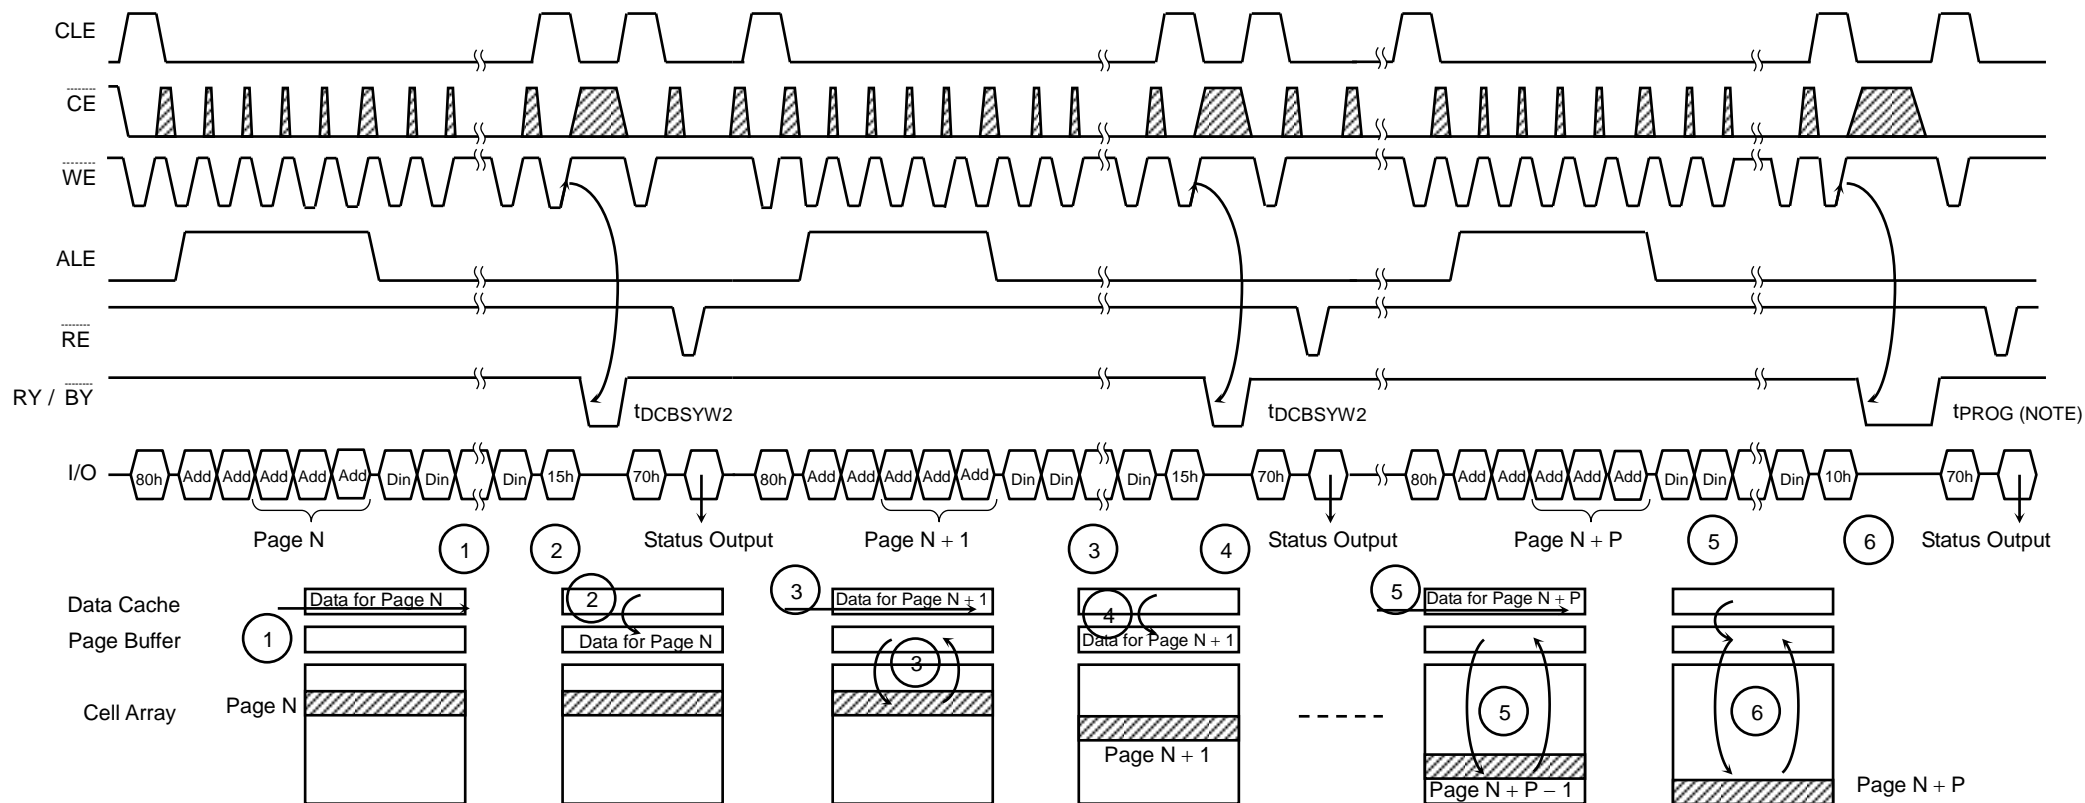 CLE
CE
WE
ALE
RE
RY / BY
tDCBSYW2
tDCBSYW2
tPROG (NOTE)
I/O
80h Add Add Add Add Add Din Din Din 15h 70h 80h Add Add Add Add Add Din Din Din 15h 70h 80h Add Add Add Add Add Din Din Din 10h 70h
Page N
1
2
Status Output
Page N + 1
3
4
Status Output
Page N + P
5
6
Status Output
Data Cache
Data for Page N
2
3
Data for Page N + 1
4
5
Data for Page N + P
Page Buffer
1
Data for Page N
3
Data for Page N + 1
Cell Array
Page N
5
6
Page N + 1
Page N + P − 1
Page N + P